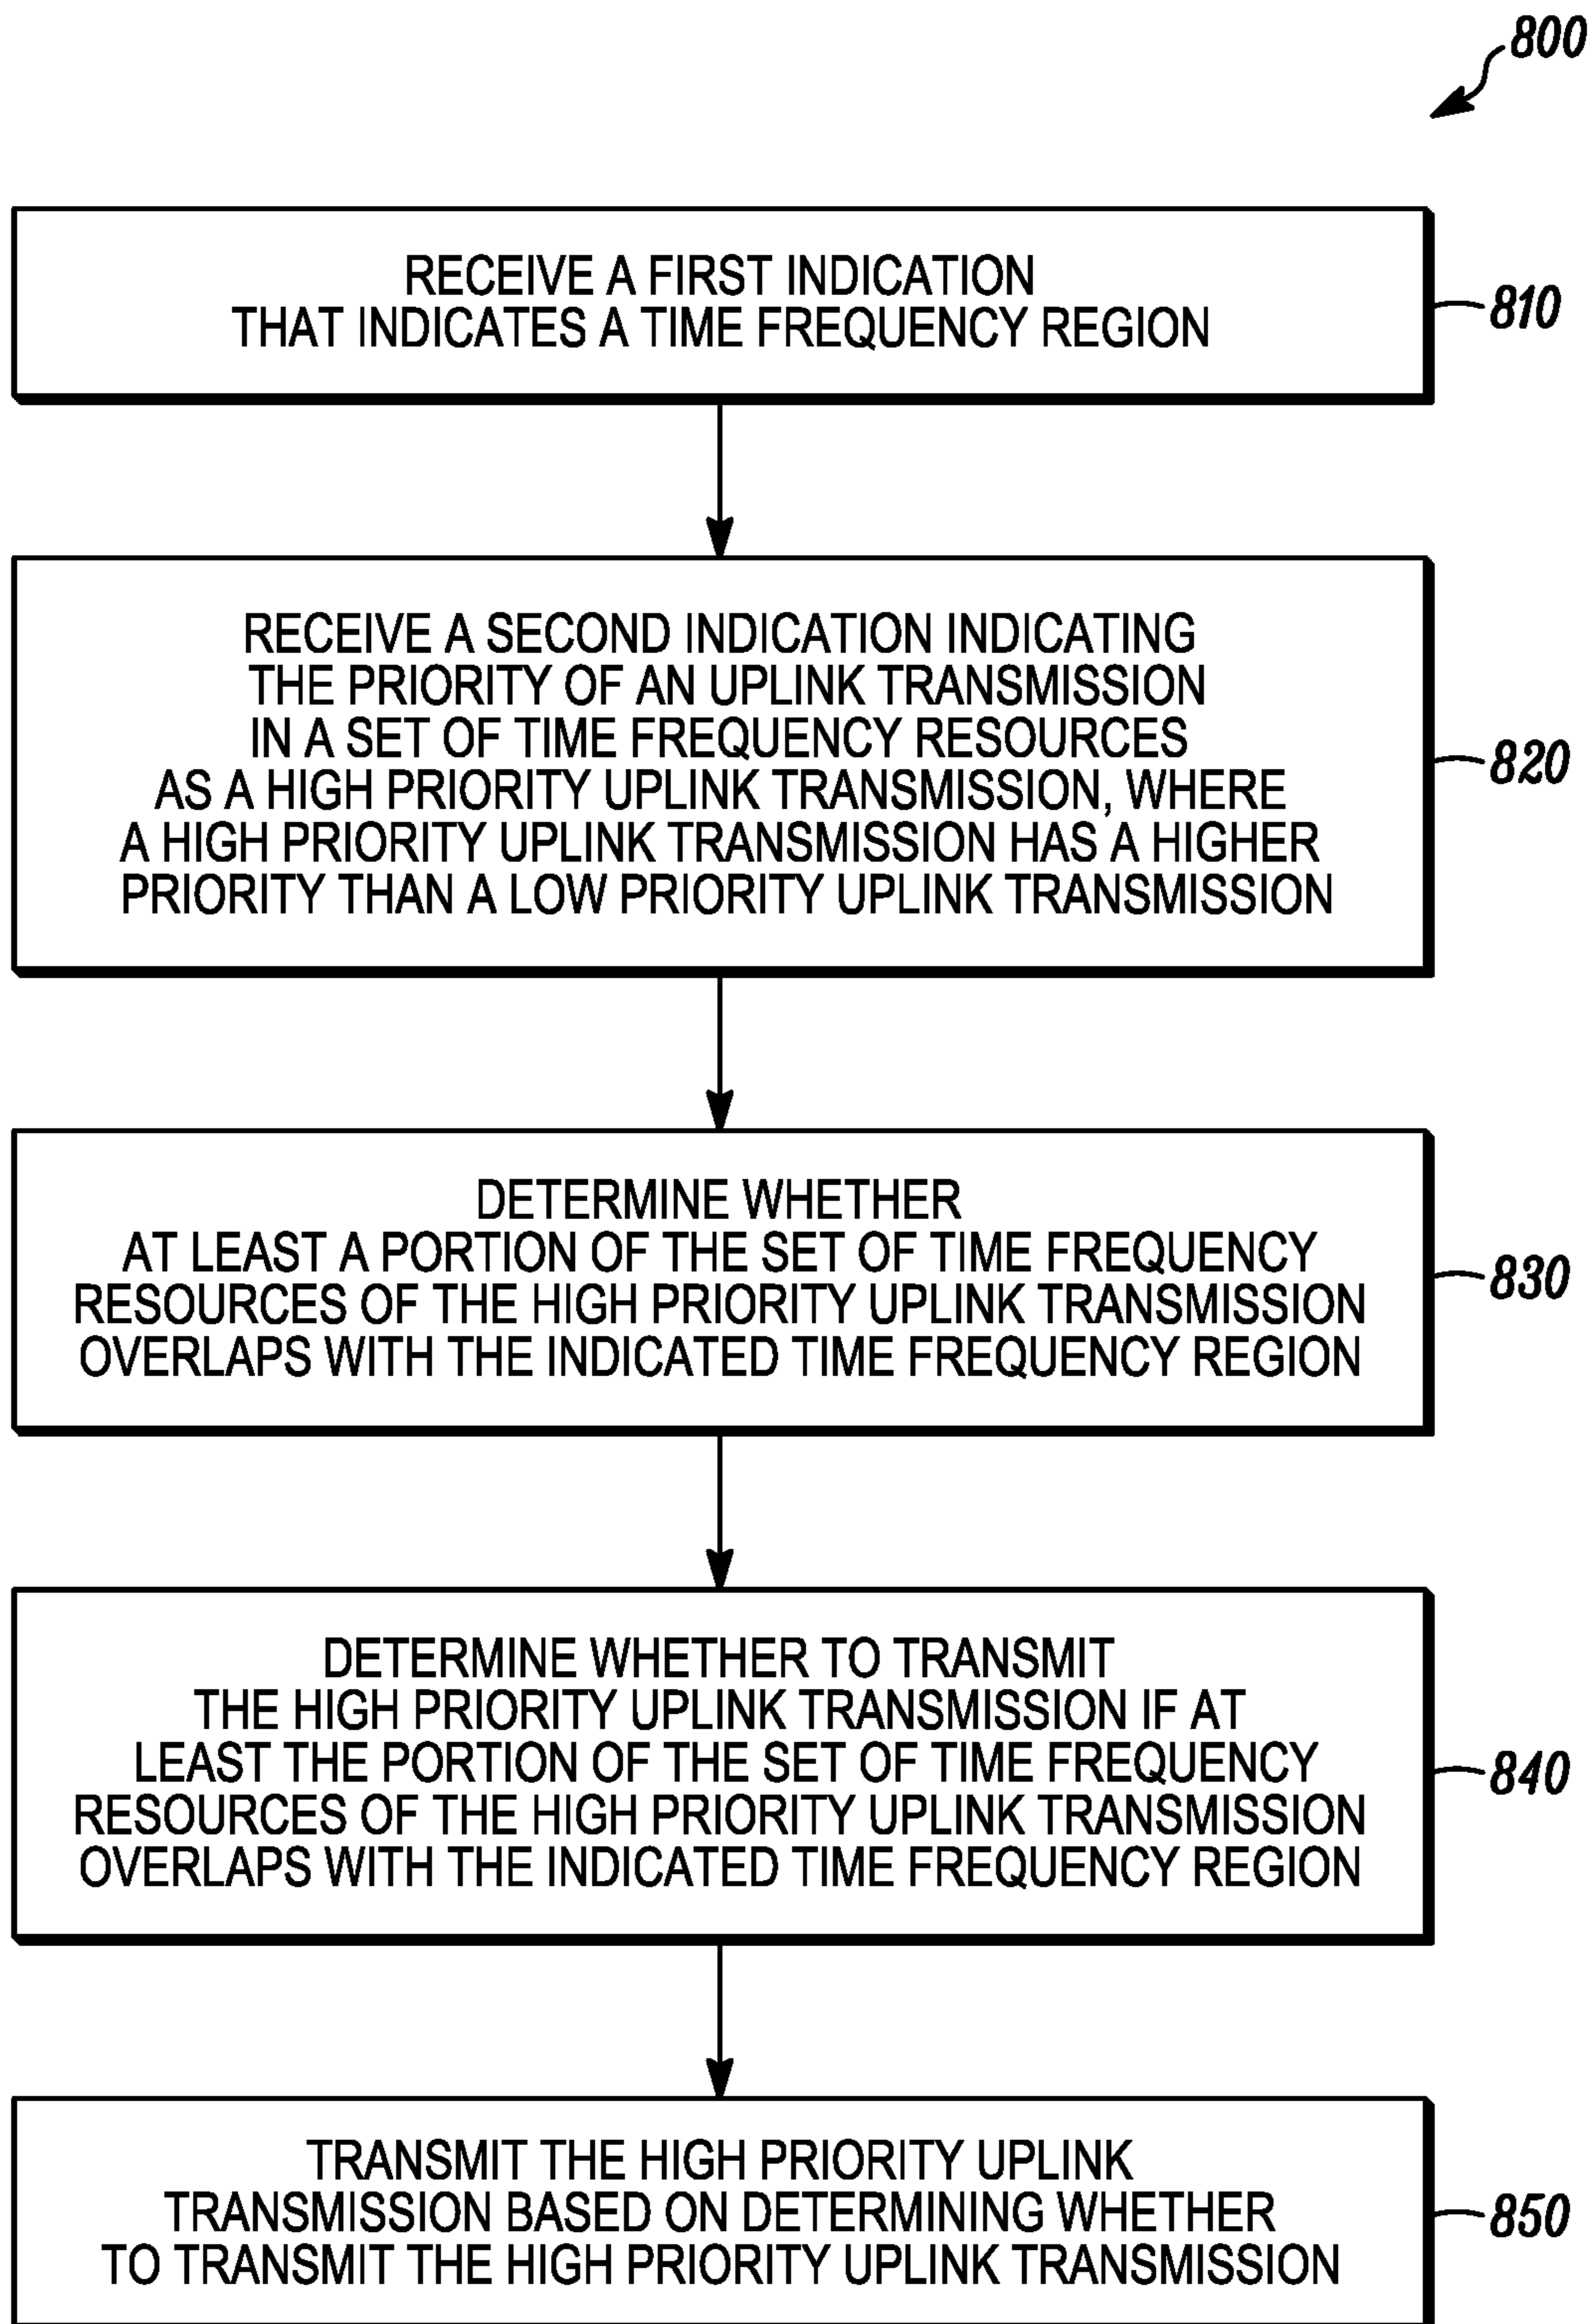 800
RECEIVE A FIRST INDICATION
THAT INDICATES A TIME FREQUENCY REGION
810
RECEIVE A SECOND INDICATION INDICATING
THE PRIORITY OF AN UPLINK TRANSMISSION
IN A SET OF TIME FREQUENCY RESOURCES
AS A HIGH PRIORITY UPLINK TRANSMISSION, WHERE
A HIGH PRIORITY UPLINK TRANSMISSION HAS A HIGHER
PRIORITY THAN A LOW PRIORITY UPLINK TRANSMISSION
820
DETERMINE WHETHER
AT LEAST A PORTION OF THE SET OF TIME FREQUENCY
RESOURCES OF THE HIGH PRIORITY UPLINK TRANSMISSION
OVERLAPS WITH THE INDICATED TIME FREQUENCY REGION
830
DETERMINE WHETHER TO TRANSMIT
THE HIGH PRIORITY UPLINK TRANSMISSION IF AT
LEAST THE PORTION OF THE SET OF TIME FREQUENCY
RESOURCES OF THE HIGH PRIORITY UPLINK TRANSMISSION
OVERLAPS WITH THE INDICATED TIME FREQUENCY REGION
840
TRANSMIT THE HIGH PRIORITY UPLINK
TRANSMISSION BASED ON DETERMINING WHETHER
TO TRANSMIT THE HIGH PRIORITY UPLINK TRANSMISSION
850